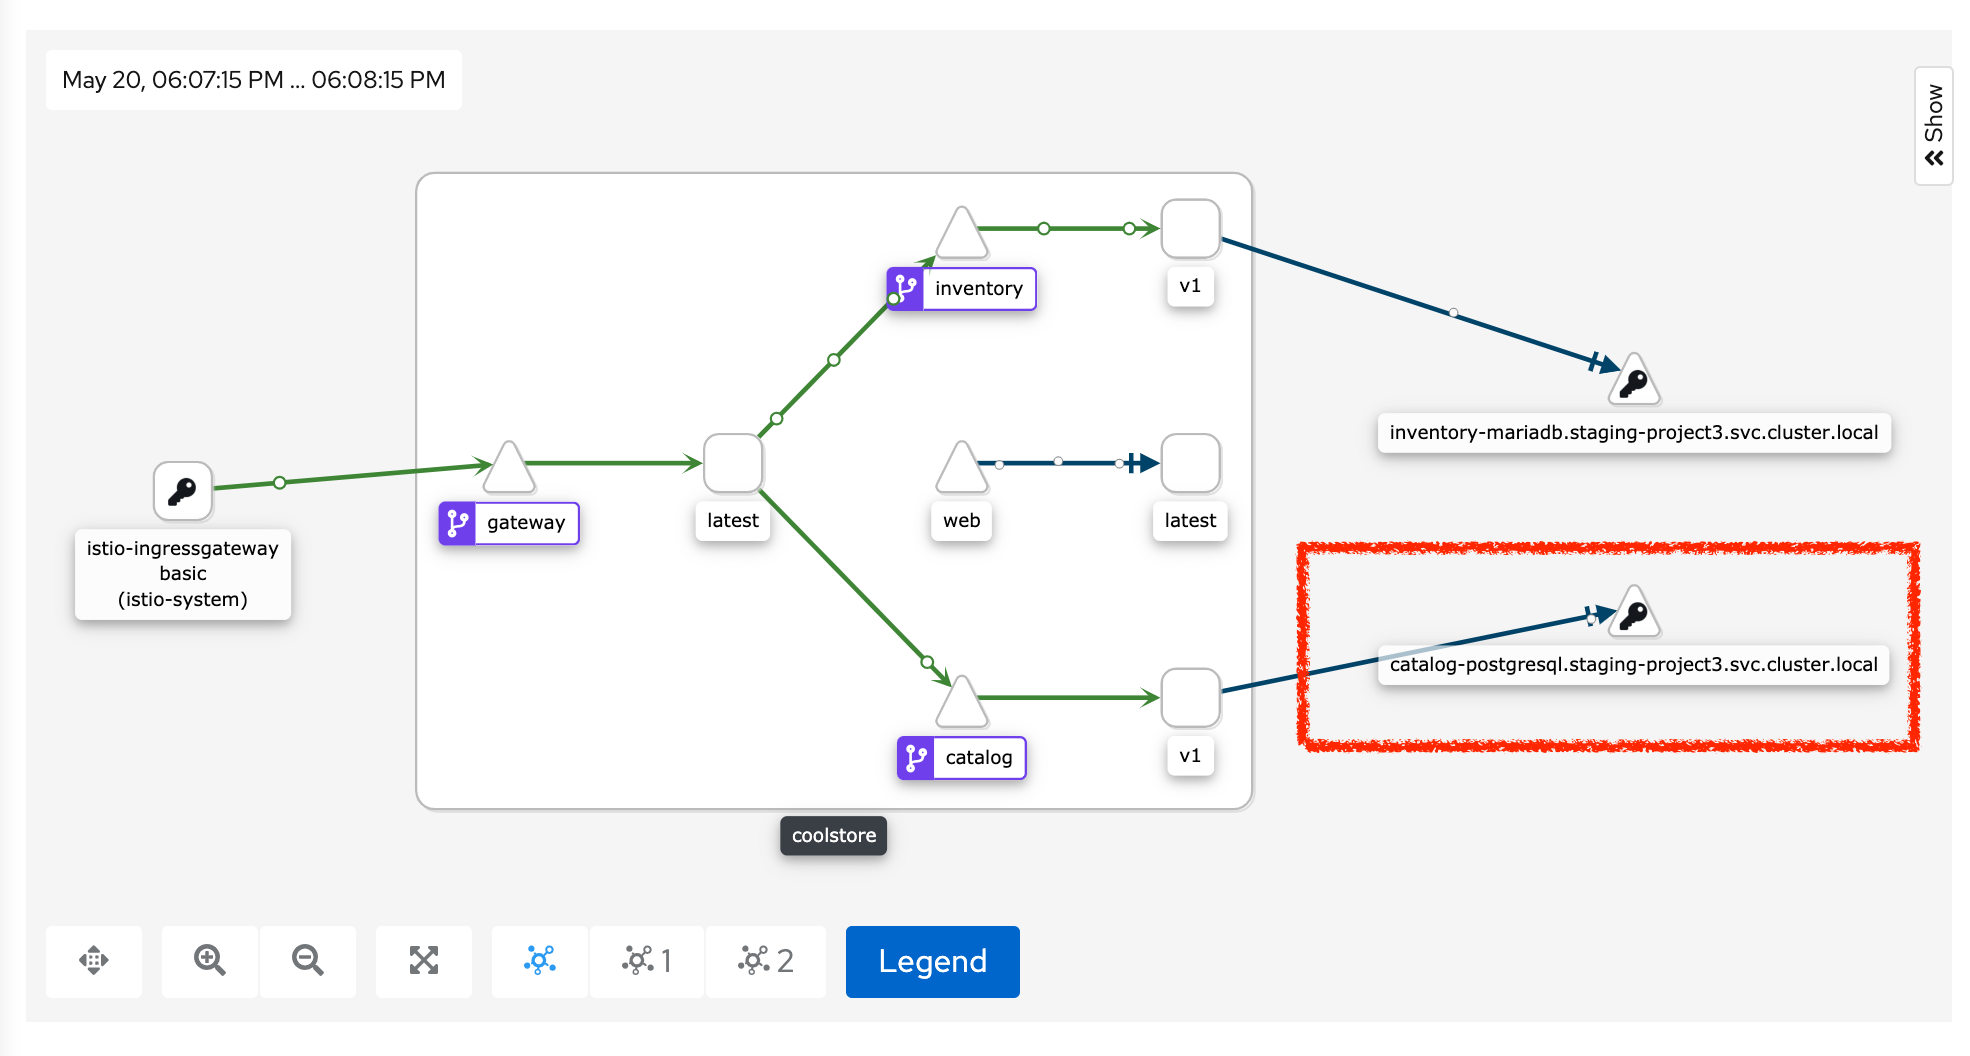 May 20, 06:07:15 PM ... 06:08:15 PM
Show
inventory
v1
inventory-mariadb.staging-project3.svc.cluster.local
istio-ingressgateway
basic
(istio-system)
gateway
latest
web
latest
catalog-postgresql.staging-project3.svc.cluster.local
catalog
v1
coolstore
1
2
Legend